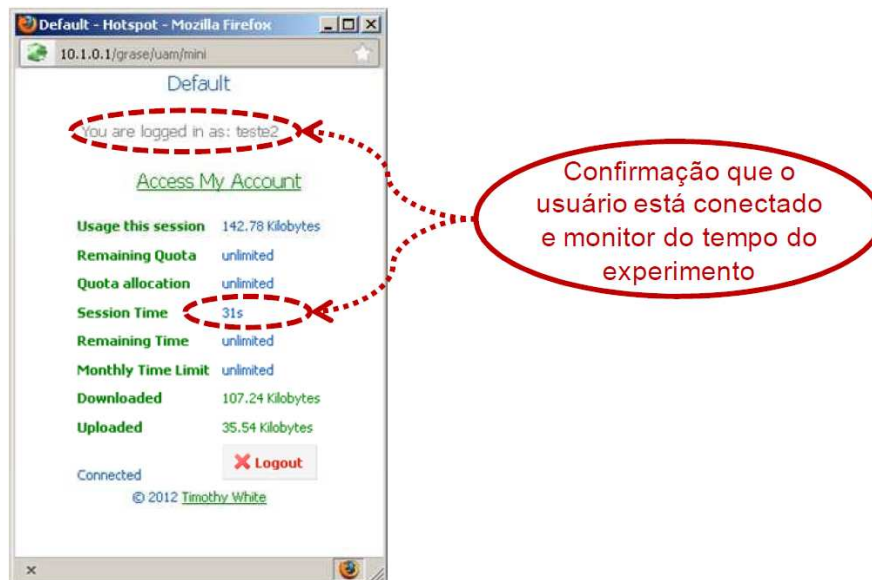 Default - Hotspot - Mozilla Firefox
10.1.0.1/grase/uam/mini
Default
You are logged in as: teste2
Access My Account
Usage this session 142.78 Kilobytes
Remaining Quota unlimited
Quota allocation unlimited
Session Time 31s
Remaining Time unlimited
Monthly Time Limit unlimited
Downloaded 107.24 Kilobytes
Uploaded 35.54 Kilobytes
Logout
Connected
© 2012 Timothy White
Confirmação que o
usuário está conectado
e monitor do tempo do
experimento